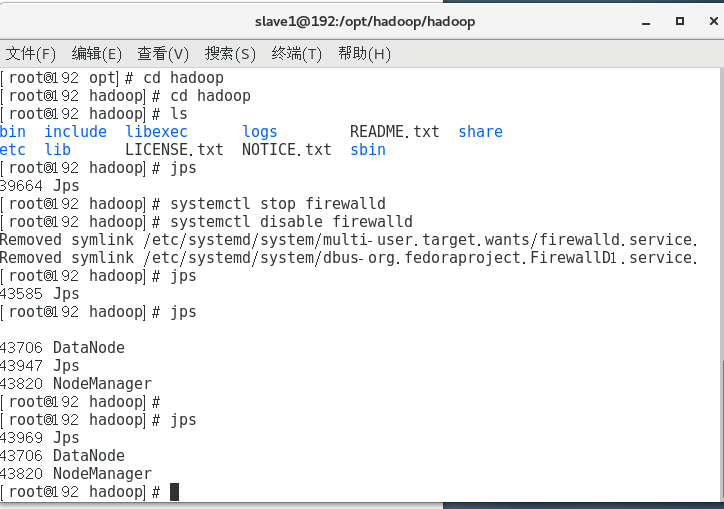 slave1@192:/opt/hadoop/hadoop
文件(F) 编辑(E) 查看(V) 搜索(S) 终端(T) 帮助(H)
[root@192 opt]# cd hadoop
[root@192 hadoop]# cd hadoop
[root@192 hadoop]# ls
bin include libexec logs README.txt share
etc lib LICENSE.txt NOTICE.txt sbin
[root@192 hadoop]# jps
39664 Jps
[root@192 hadoop]# systemctl stop firewalld
[root@192 hadoop]# systemctl disable firewalld
Removed symlink /etc/systemd/system/multi-user.target.wants/firewalld.service.
Removed symlink /etc/systemd/system/dbus-org.fedoraproject.FirewallD1.service.
[root@192 hadoop]# jps
43585 Jps
[root@192 hadoop]# jps
43706 DataNode
43947 Jps
43820 NodeManager
[root@192 hadoop]#
[root@192 hadoop]# jps
43969 Jps
43706 DataNode
43820 NodeManager
[root@192 hadoop]#